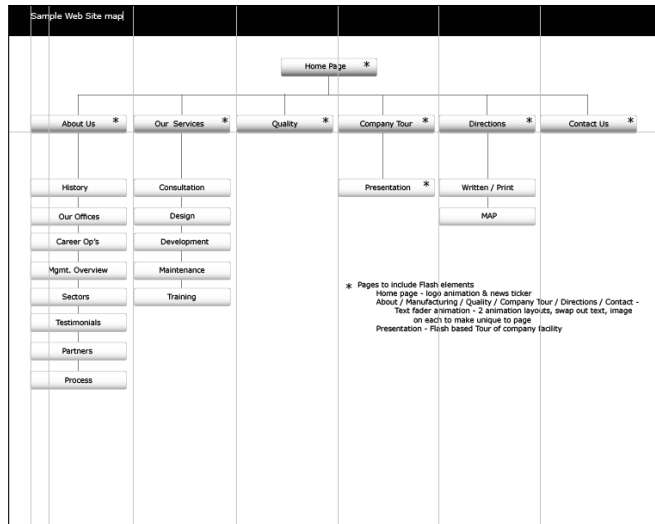 Sample Web Site map
Home Page *
About Us * Our Services * Quality * Company Tour * Directions * Contact Us *
History Consultation Presentation * Written / Print
Our Offices Design MAP
Career Op's Development
Mgmt. Overview Maintenance
Sectors Training
Testimonials
Partners
Process
* Pages to include Flash elements
Home page - logo animation & news ticker
About / Manufacturing / Quality / Company Tour / Directions / Contact -
Text fader animation - 2 animation layouts, swap out text, image
on each to make unique to page
Presentation - Flash based Tour of company facility